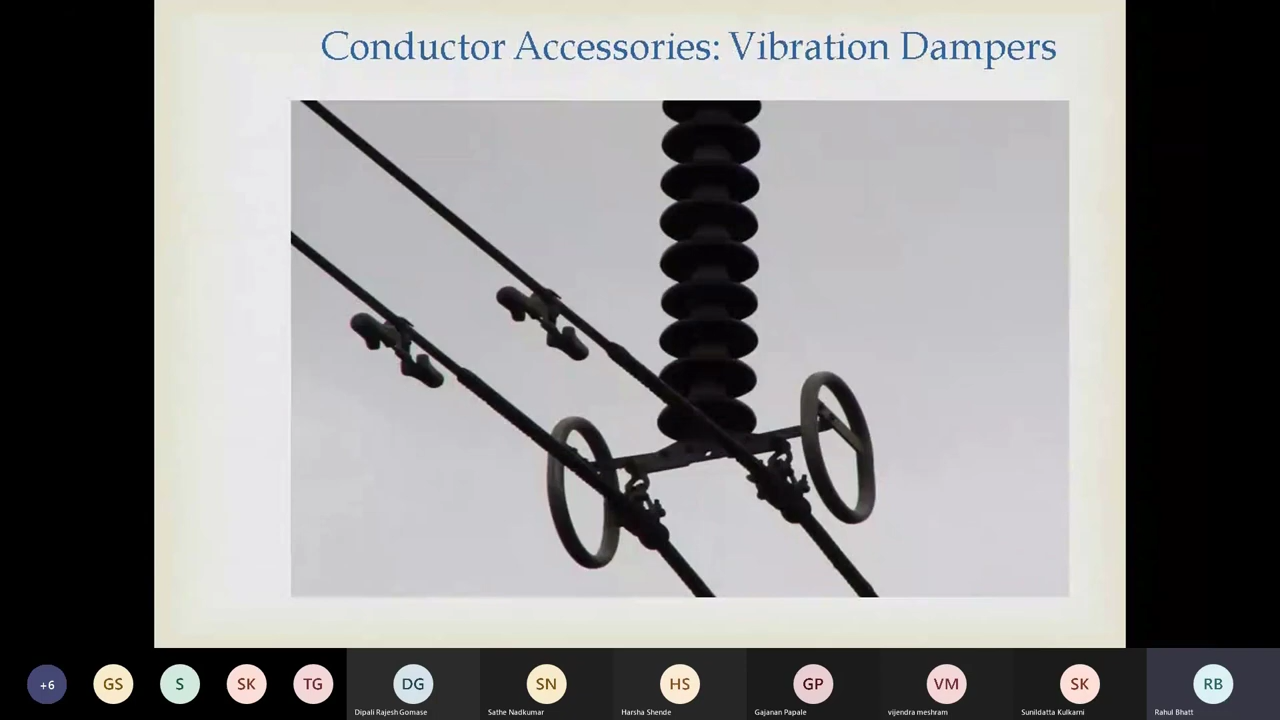 Conductor Accessories: Vibration Dampers
+6
GS
S
SK
TG
DG
SN
HS
GP
VM
SK
RB
Dipali Rajesh Gomase
Sathe Nadkumar
Harsha Shende
Gajanan Papale
vijendra meshram
Sunildatta Kulkarni
Rahul Bhatt